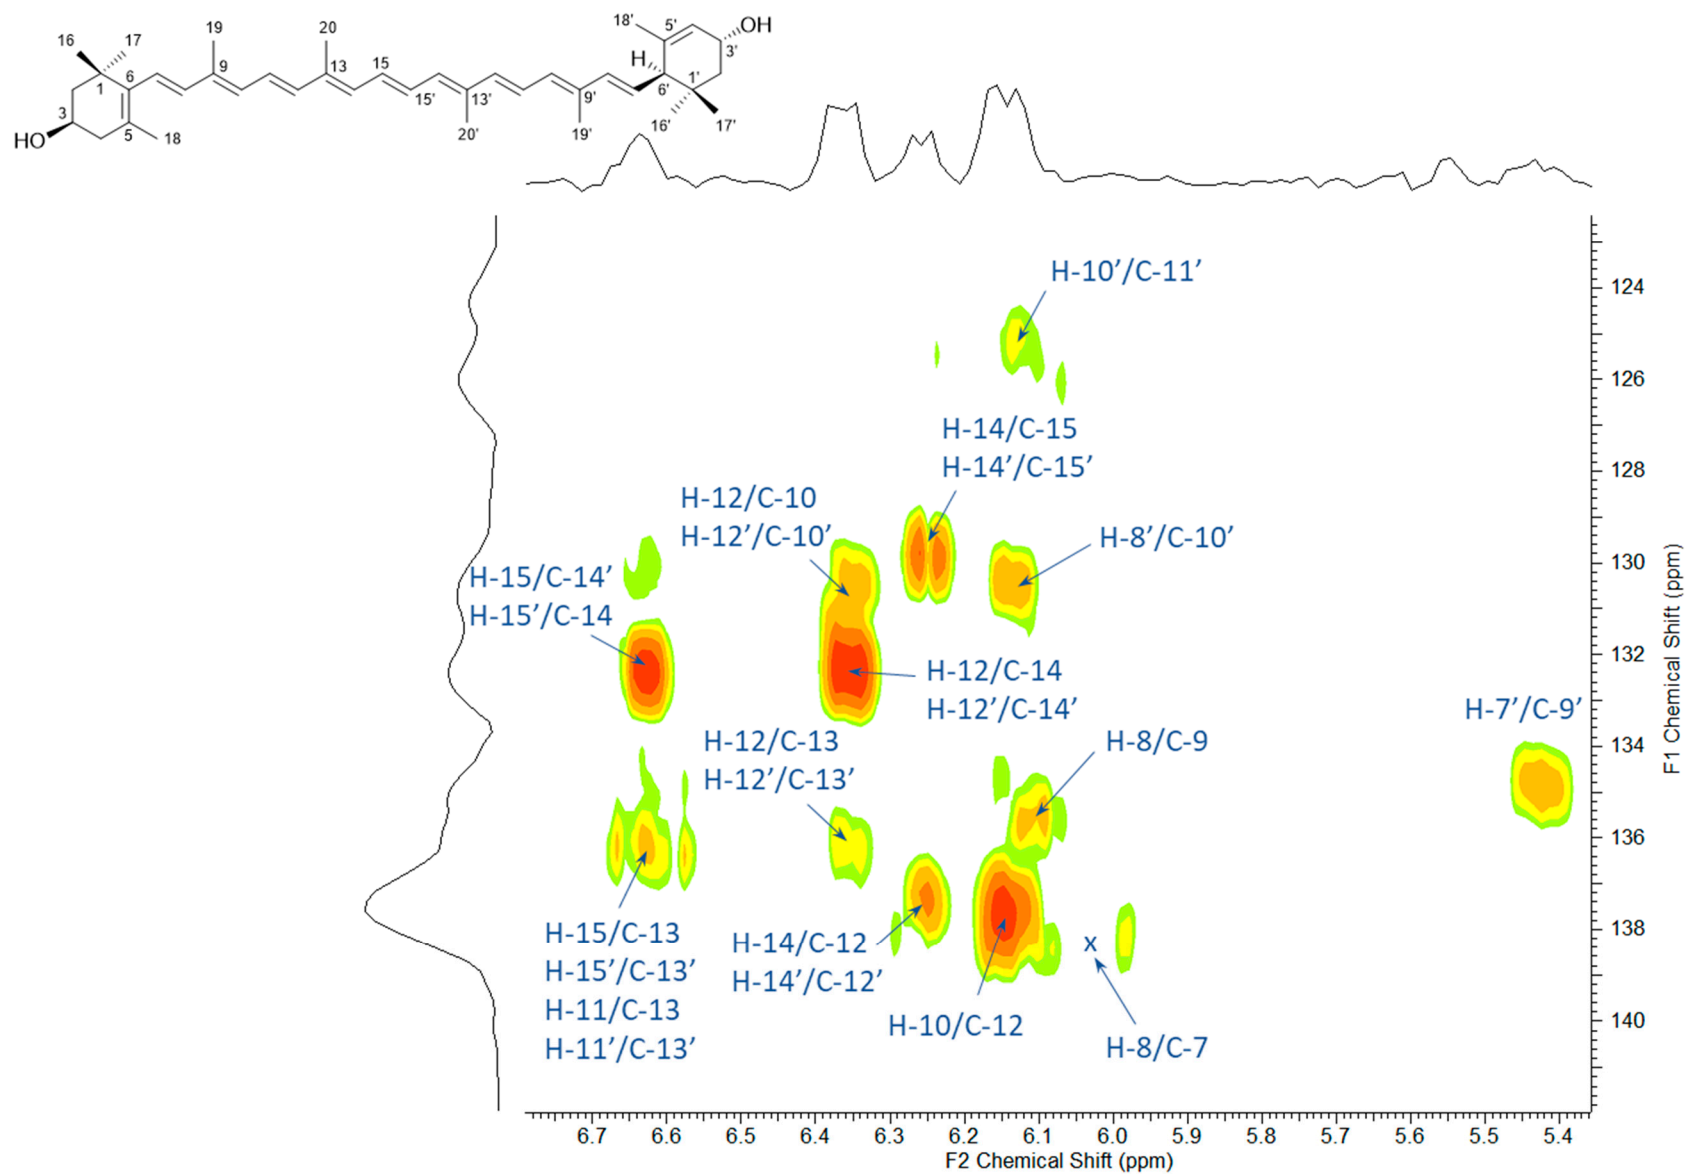 19
20
18'
5'
OH
16
17
H
3'
9
13
15
6
1
1'
15'
13'
9'
6'
3
HO
5
18
20'
19'
16'
17'
H-10’/C-11’
124
126
H-14/C-15
H-14’/C-15’
128
H-12/C-10
H-12’/C-10’
H-8’/C-10’
130
H-15/C-14’
H-15’/C-14
132
H-12/C-14
H-12’/C-14’
H-7’/C-9’
H-12/C-13
H-12’/C-13’
H-8/C-9
134
136
H-15/C-13
H-15’/C-13’
H-11/C-13
H-11’/C-13’
H-14/C-12
H-14’/C-12’
x
138
H-10/C-12
H-8/C-7
140
F1 Chemical Shift (ppm)
6.7 6.6 6.5 6.4 6.3 6.2 6.1 6.0 5.9 5.8 5.7 5.6 5.5 5.4
F2 Chemical Shift (ppm)